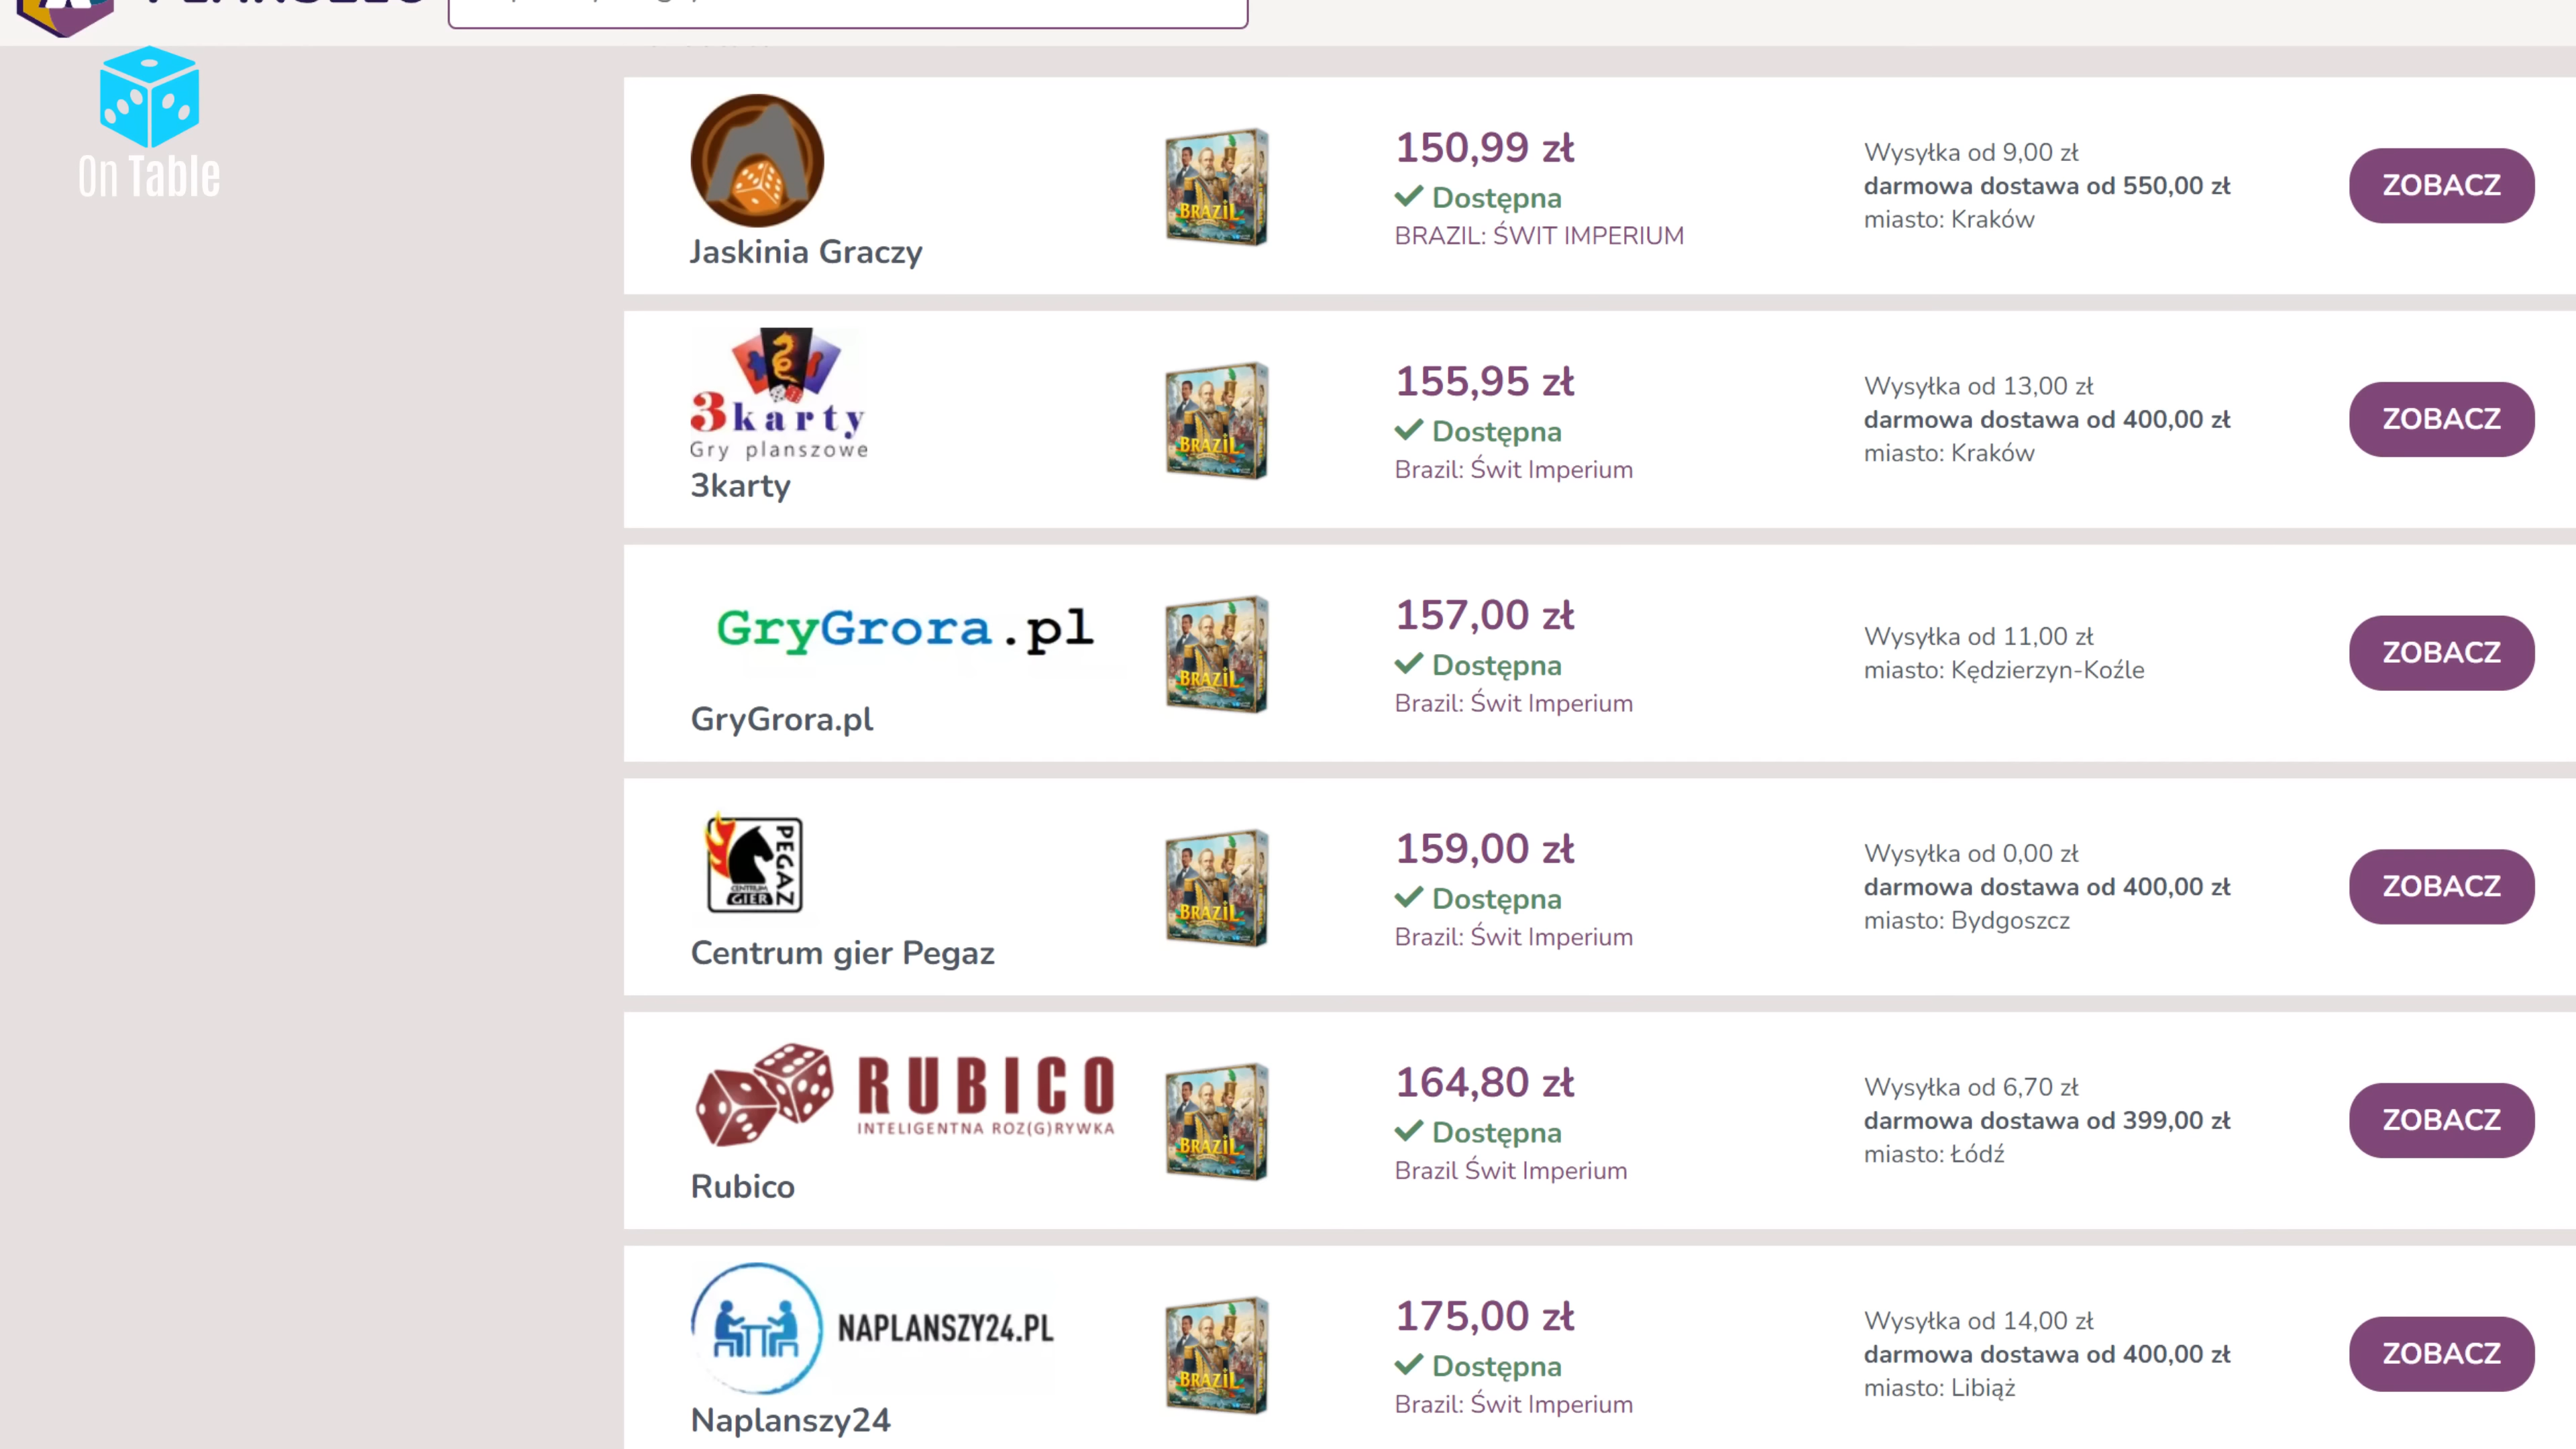 On Table
Jaskinia Graczy
BRAZIL
150,99 zł
Dostępna
BRAZIL: ŚWIT IMPERIUM
Wysyłka od 9,00 zł
darmowa dostawa od 550,00 zł
miasto: Kraków
ZOBACZ
3karty
Gry planszowe
3karty
BRAZIL
155,95 zł
Dostępna
Brazil: Świt Imperium
Wysyłka od 13,00 zł
darmowa dostawa od 400,00 zł
miasto: Kraków
ZOBACZ
GryGrora.pl
GryGrora.pl
BRAZIL
157,00 zł
Dostępna
Brazil: Świt Imperium
Wysyłka od 11,00 zł
miasto: Kędzierzyn-Koźle
ZOBACZ
PEGAZ
CENTRUM
GIER
Centrum gier Pegaz
BRAZIL
159,00 zł
Dostępna
Brazil: Świt Imperium
Wysyłka od 0,00 zł
darmowa dostawa od 400,00 zł
miasto: Bydgoszcz
ZOBACZ
RUBICO
INTELIGENTNA ROZ(G)RYWKA
Rubico
BRAZIL
164,80 zł
Dostępna
Brazil Świt Imperium
Wysyłka od 6,70 zł
darmowa dostawa od 399,00 zł
miasto: Łódź
ZOBACZ
NAPLANSZY24.PL
Naplanszy24
BRAZIL
175,00 zł
Dostępna
Brazil: Świt Imperium
Wysyłka od 14,00 zł
darmowa dostawa od 400,00 zł
miasto: Libiąż
ZOBACZ